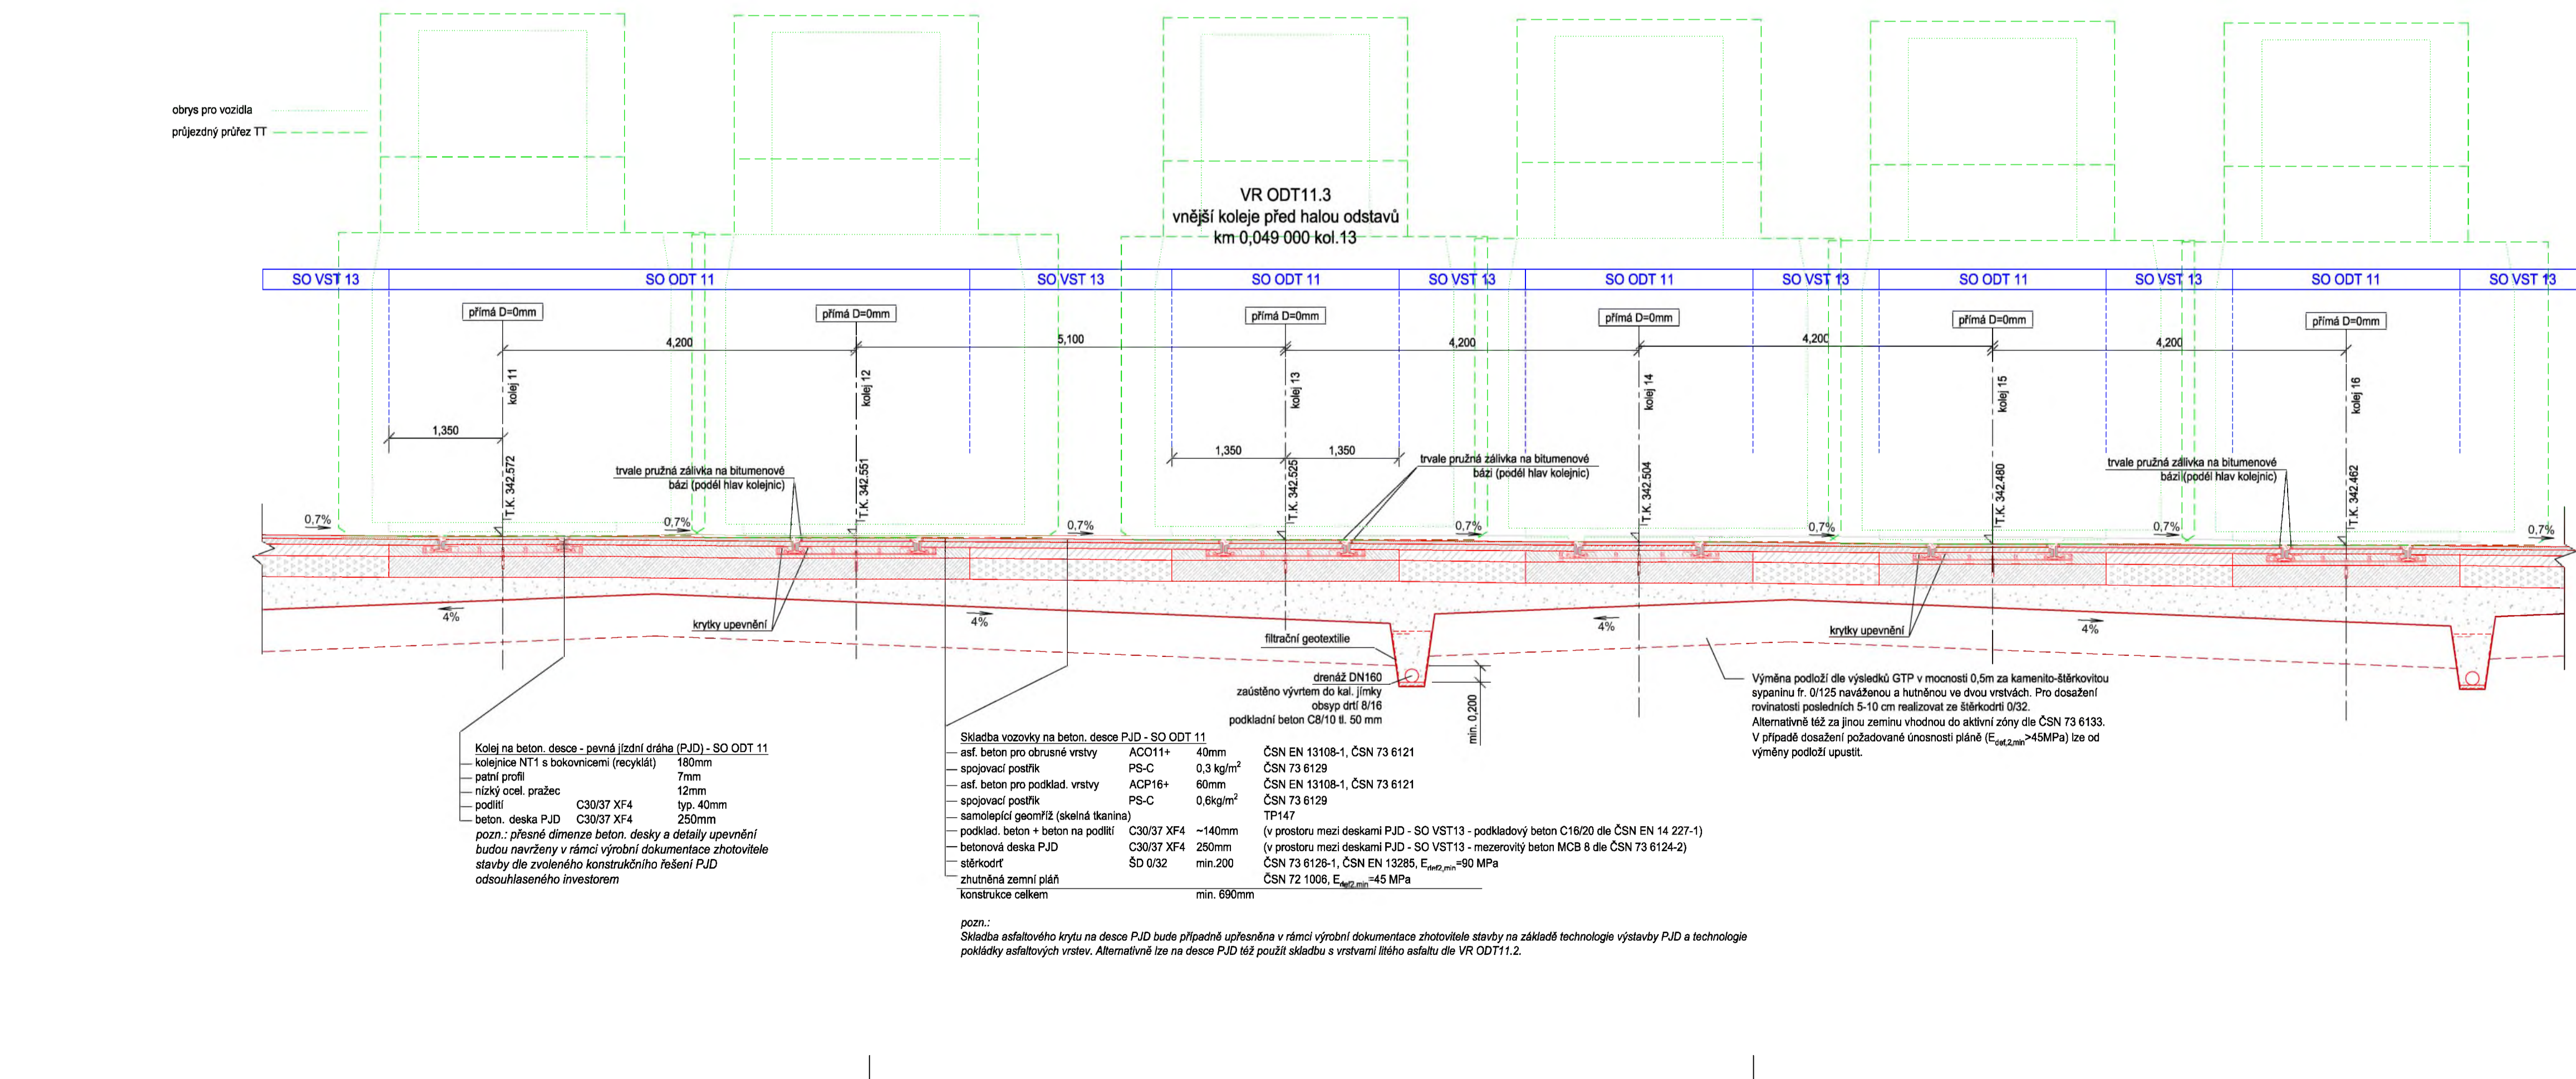 obrys pro vozidla
průjezdný průřez TT
VR ODT11.3
vnější koleje před halou odstavů
km 0,049 000 kol.13
SO VST 13 SO ODT 11 SO VST 13 SO ODT 11 SO VST 13 SO ODT 11 SO VST 13 SO ODT 11 SO VST 13 SO ODT 11 SO VST 13
přímá D=0mm přímá D=0mm přímá D=0mm přímá D=0mm přímá D=0mm přímá D=0mm
4,200 5,100 4,200 4,200 4,200
kolej 11 kolej 12 kolej 13 kolej 14 kolej 15 kolej 16
1,350 1,350 1,350
T.K. 342.572 T.K. 342.551 T.K. 342.525 T.K. 342.504 T.K. 342.480 T.K. 342.462
trvale pružná zálivka na bitumenové
bázi (podél hlav kolejnic)
trvale pružná zálivka na bitumenové
bázi (podél hlav kolejnic)
trvale pružná zálivka na bitumenové
bázi (podél hlav kolejnic)
0,7% 0,7% 0,7% 0,7% 0,7% 0,7% 0,7%
4% 4% 4% 4%
krytky upevnění
krytky upevnění
filtrační geotextilie
drenáž DN160
zaústěno vývrtem do kal. jímky
obsyp drtí 8/16
podkladní beton C8/10 tl. 50 mm
min. 0,200
Výměna podloží dle výsledků GTP v mocnosti 0,5m za kamenito-štěrkovitou
sypaninu fr. 0/125 naváženou a hutněnou ve dvou vrstvách. Pro dosažení
rovinatosti posledních 5-10 cm realizovat ze štěrkodrti 0/32.
Alternativně též za jinou zeminu vhodnou do aktivní zóny dle ČSN 73 6133.
V případě dosažení požadované únosnosti pláně (Edef,2,min>45MPa) lze od
výměny podloží upustit.
Kolej na beton. desce - pevná jízdní dráha (PJD) - SO ODT 11
kolejnice NT1 s bokovnicemi (recyklát) 180mm
patní profil 7mm
nízký ocel. pražec 12mm
podlití C30/37 XF4 typ. 40mm
beton. deska PJD C30/37 XF4 250mm
pozn.: přesné dimenze beton. desky a detaily upevnění
budou navrženy v rámci výrobní dokumentace zhotovitele
stavby dle zvoleného konstrukčního řešení PJD
odsouhlaseného investorem
Skladba vozovky na beton. desce PJD - SO ODT 11
asf. beton pro obrusné vrstvy ACO11+ 40mm ČSN EN 13108-1, ČSN 73 6121
spojovací postřik PS-C 0,3 kg/m² ČSN 73 6129
asf. beton pro podklad. vrstvy ACP16+ 60mm ČSN EN 13108-1, ČSN 73 6121
spojovací postřik PS-C 0,6kg/m² ČSN 73 6129
samolepící geomříž (skelná tkanina) TP147
podklad. beton + beton na podlití C30/37 XF4 ~140mm (v prostoru mezi deskami PJD - SO VST13 - podkladový beton C16/20 dle ČSN EN 14 227-1)
betonová deska PJD C30/37 XF4 250mm (v prostoru mezi deskami PJD - SO VST13 - mezerovitý beton MCB 8 dle ČSN 73 6124-2)
stěrkodrť ŠD 0/32 min.200 ČSN 73 6126-1, ČSN EN 13285, Edef2,min=90 MPa
zhutněná zemní pláň ČSN 72 1006, Edef2,min=45 MPa
konstrukce celkem min. 690mm
pozn.:
Skladba asfaltového krytu na desce PJD bude případně upřesněna v rámci výrobní dokumentace zhotovitele stavby na základě technologie výstavby PJD a technologie
pokládky asfaltových vrstev. Alternativně lze na desce PJD též použít skladbu s vrstvami litého asfaltu dle VR ODT11.2.